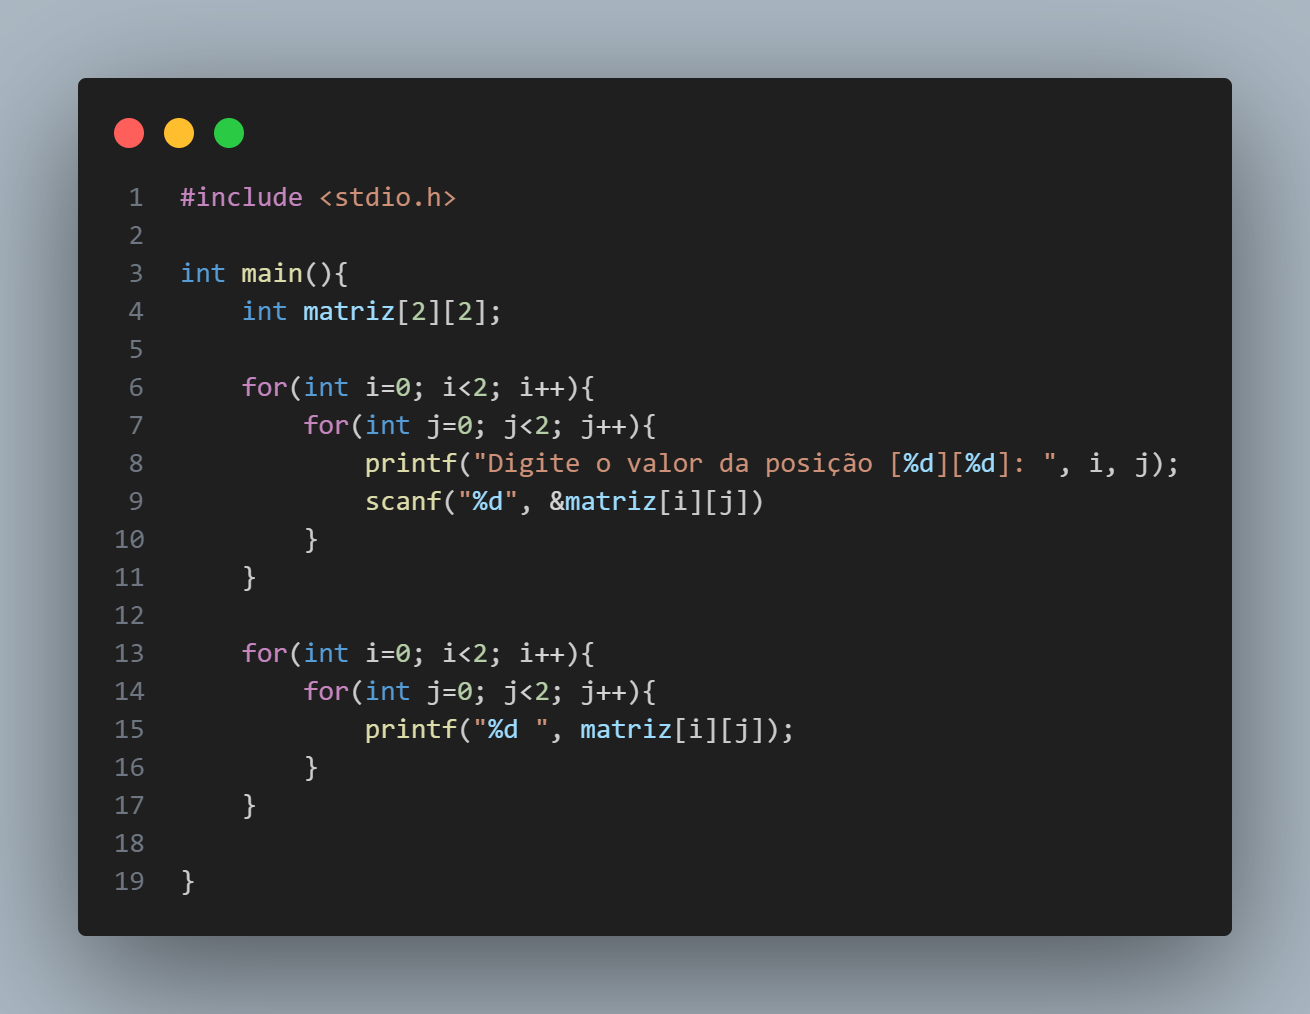 1 #include <stdio.h>
2
3 int main(){
4     int matriz[2][2];
5
6     for(int i=0; i<2; i++){
7         for(int j=0; j<2; j++){
8             printf("Digite o valor da posição [%d][%d]: ", i, j);
9             scanf("%d", &matriz[i][j])
10         }
11     }
12
13     for(int i=0; i<2; i++){
14         for(int j=0; j<2; j++){
15             printf("%d ", matriz[i][j]);
16         }
17     }
18
19 }